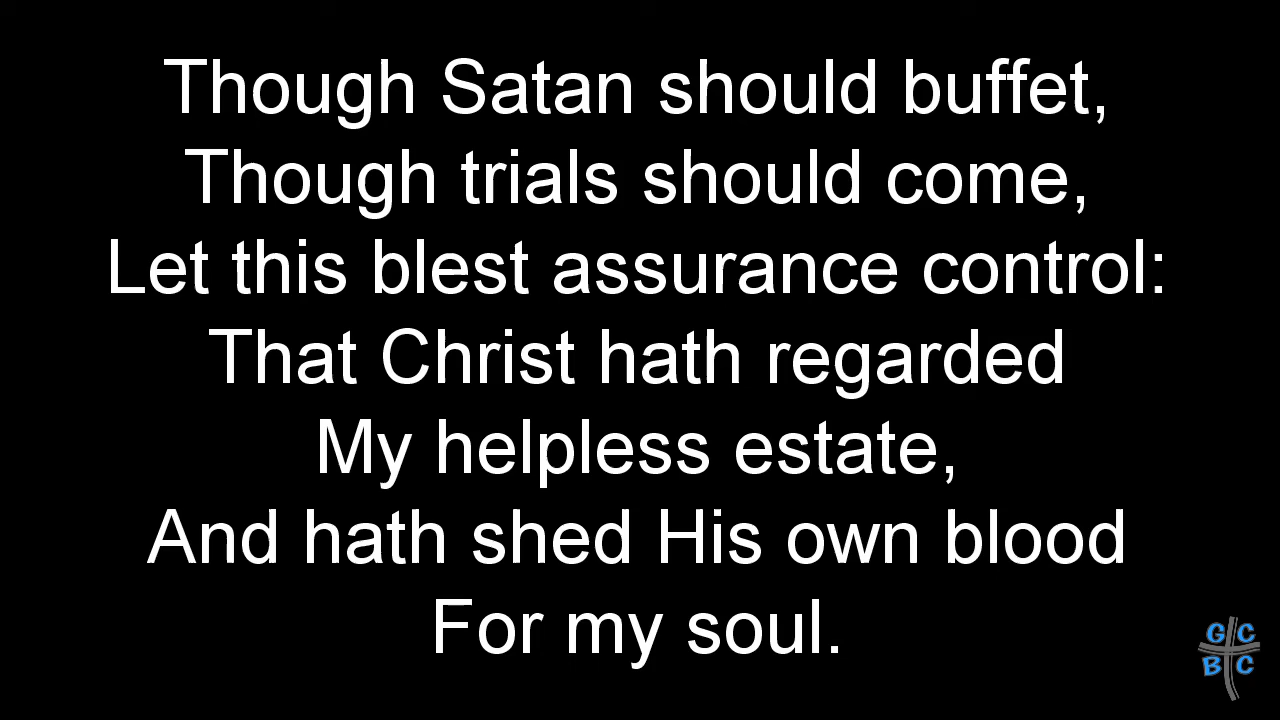 Though Satan should buffet,
Though trials should come,
Let this blest assurance control:
That Christ hath regarded
My helpless estate,
And hath shed His own blood
For my soul.
G C
B C